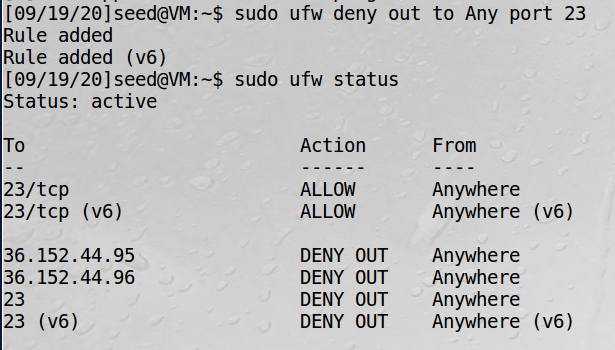 [09/19/20]seed@VM:~$ sudo ufw deny out to Any port 23
Rule added
Rule added (v6)
[09/19/20]seed@VM:~$ sudo ufw status
Status: active
To                         Action      From
--                         ------      ----
23/tcp                     ALLOW       Anywhere
23/tcp (v6)                ALLOW       Anywhere (v6)
36.152.44.95               DENY OUT    Anywhere
36.152.44.96               DENY OUT    Anywhere
23                         DENY OUT    Anywhere
23 (v6)                    DENY OUT    Anywhere (v6)